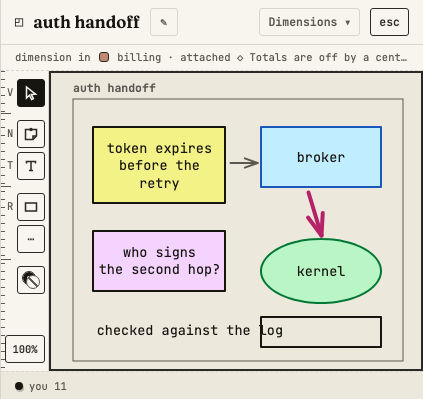 auth handoff
Dimensions ▾
esc
dimension in billing · attached ◇ Totals are off by a cent…
auth handoff
V
N
T
R
…
100%
token expires
before the
retry
broker
who signs
the second hop?
kernel
checked against the log
you 11